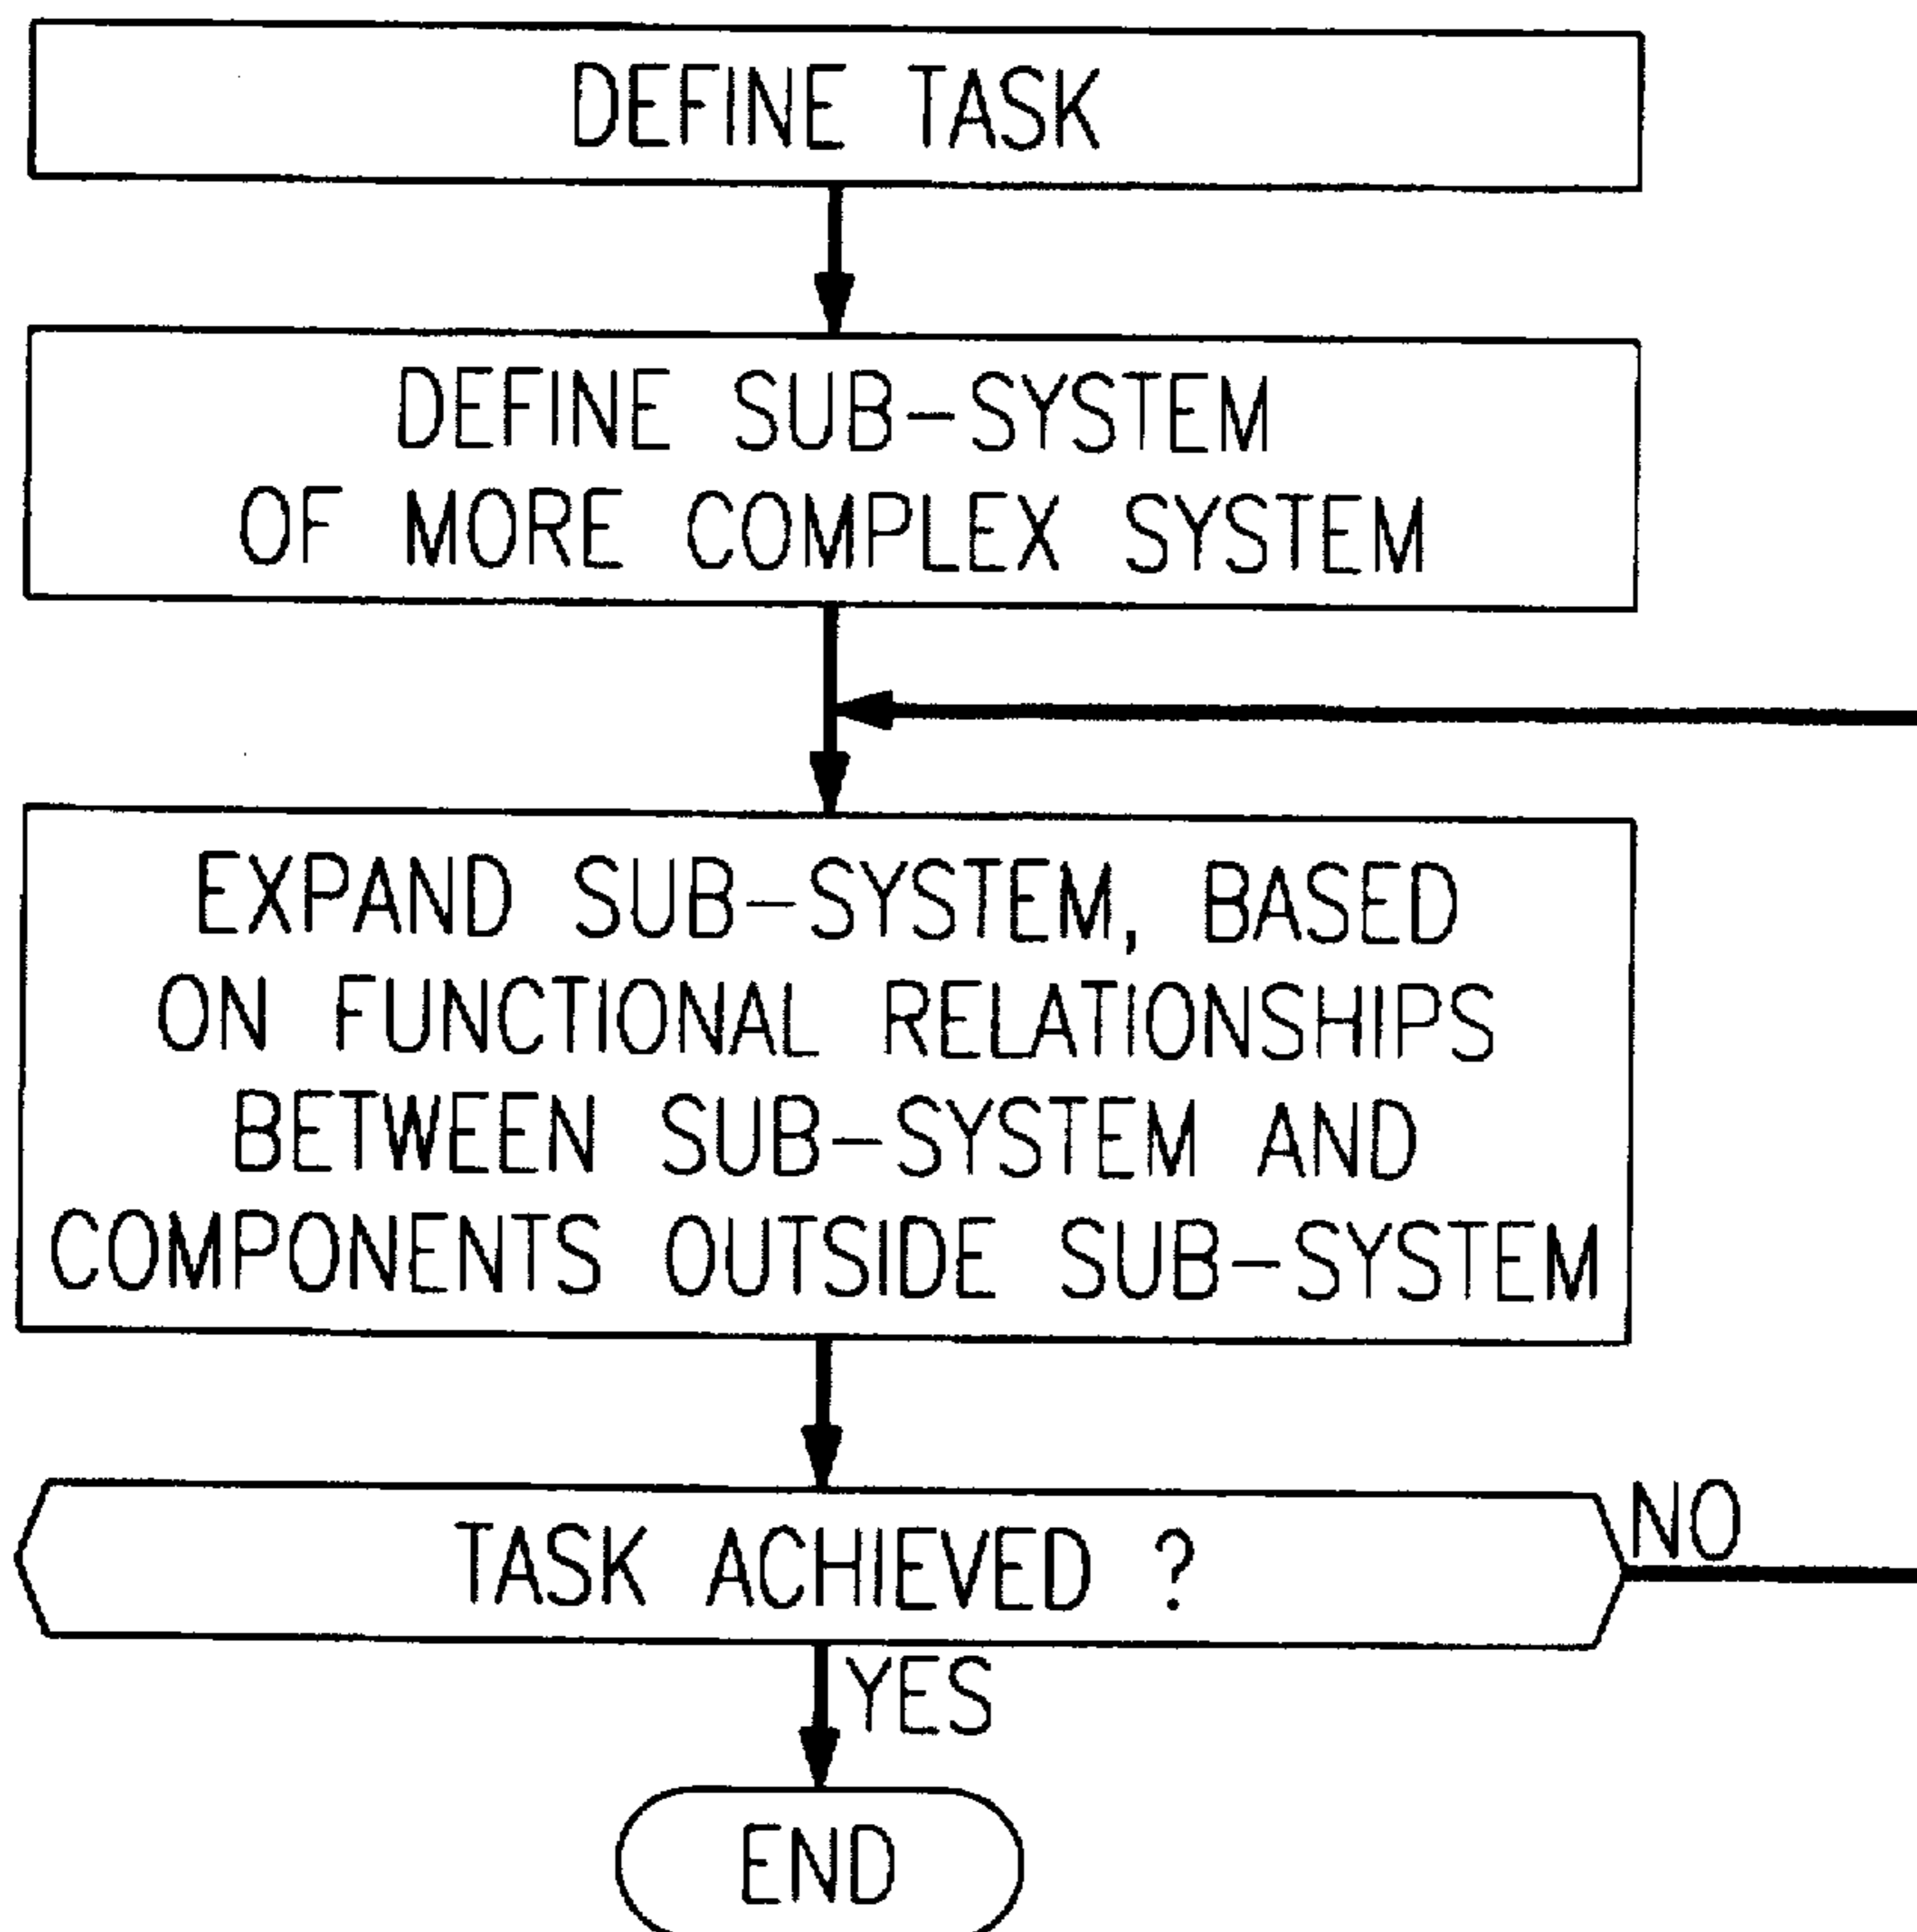 DEFINE TASK
DEFINE SUB-SYSTEM
OF MORE COMPLEX SYSTEM
EXPAND SUB-SYSTEM, BASED
ON FUNCTIONAL RELATIONSHIPS
BETWEEN SUB-SYSTEM AND
COMPONENTS OUTSIDE SUB-SYSTEM
TASK ACHIEVED ?
NO
YES
END